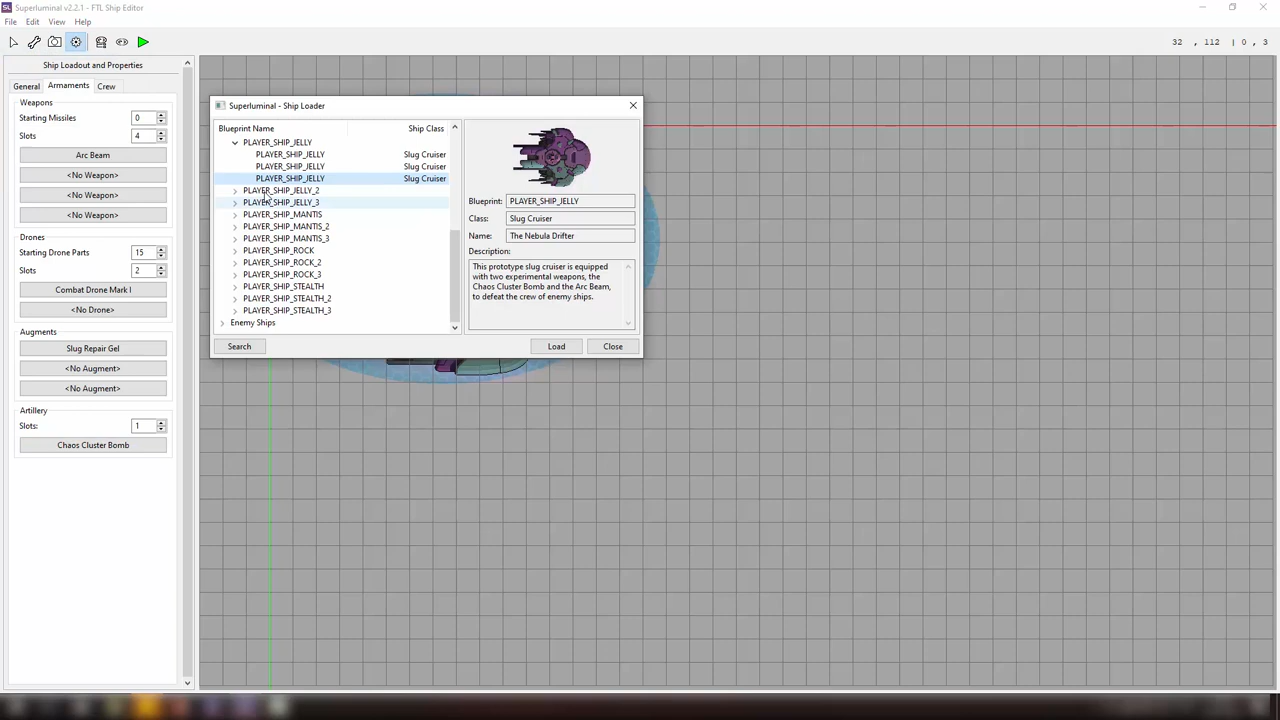 Superluminal v2.2.1 - FTL Ship Editor
File Edit View Help
32 , 112 | 0 , 3
Ship Loadout and Properties
General Armaments Crew
Weapons
Starting Missiles 0
Slots 4
Arc Beam
<No Weapon>
<No Weapon>
<No Weapon>
Drones
Starting Drone Parts 15
Slots 2
Combat Drone Mark I
<No Drone>
Augments
Slug Repair Gel
<No Augment>
<No Augment>
Artillery
Slots: 1
Chaos Cluster Bomb
Superluminal - Ship Loader
Blueprint Name Ship Class
PLAYER_SHIP_JELLY
PLAYER_SHIP_JELLY Slug Cruiser
PLAYER_SHIP_JELLY Slug Cruiser
PLAYER_SHIP_JELLY Slug Cruiser
PLAYER_SHIP_JELLY_2
PLAYER_SHIP_JELLY_3
PLAYER_SHIP_MANTIS
PLAYER_SHIP_MANTIS_2
PLAYER_SHIP_MANTIS_3
PLAYER_SHIP_ROCK
PLAYER_SHIP_ROCK_2
PLAYER_SHIP_ROCK_3
PLAYER_SHIP_STEALTH
PLAYER_SHIP_STEALTH_2
PLAYER_SHIP_STEALTH_3
Enemy Ships
Blueprint: PLAYER_SHIP_JELLY
Class: Slug Cruiser
Name: The Nebula Drifter
Description:
This prototype slug cruiser is equipped
with two experimental weapons, the
Chaos Cluster Bomb and the Arc Beam,
to defeat the crew of enemy ships.
Search Load Close